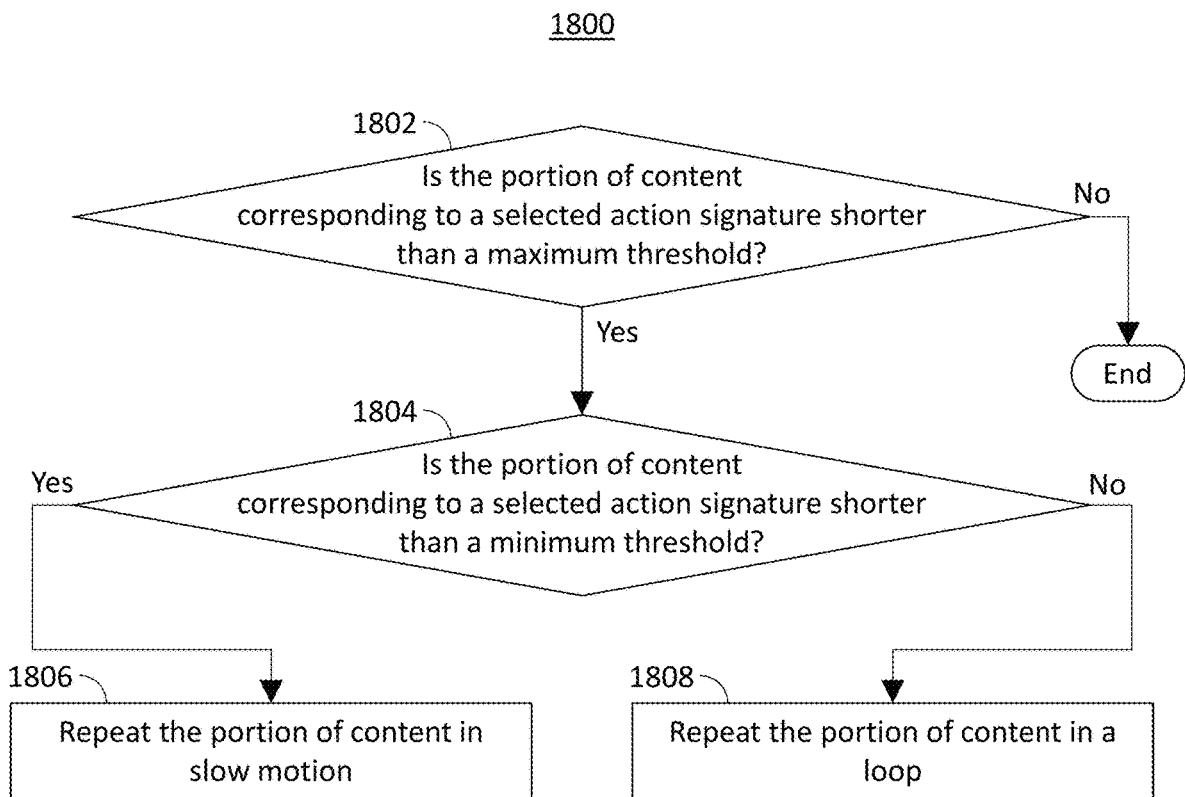 1800
1802
Is the portion of content
corresponding to a selected action signature shorter
than a maximum threshold?
No
Yes
End
1804
Is the portion of content
corresponding to a selected action signature shorter
than a minimum threshold?
Yes
No
1806
Repeat the portion of content in
slow motion
1808
Repeat the portion of content in a
loop